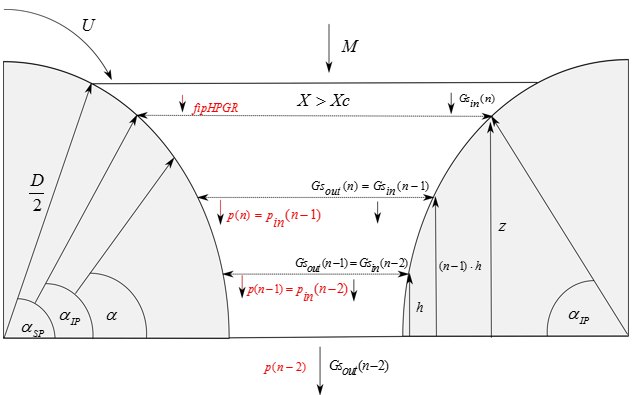 U
M
fipHPGR
X > Xc
Gs_in(n)
D/2
Gs_out(n) = Gs_in(n−1)
p(n) = p_in(n−1)
z
Gs_out(n−1) = Gs_in(n−2)
(n−1)·h
p(n−1) = p_in(n−2)
h
α_SP
α_IP
α
α_IP
p(n−2)
Gs_out(n−2)